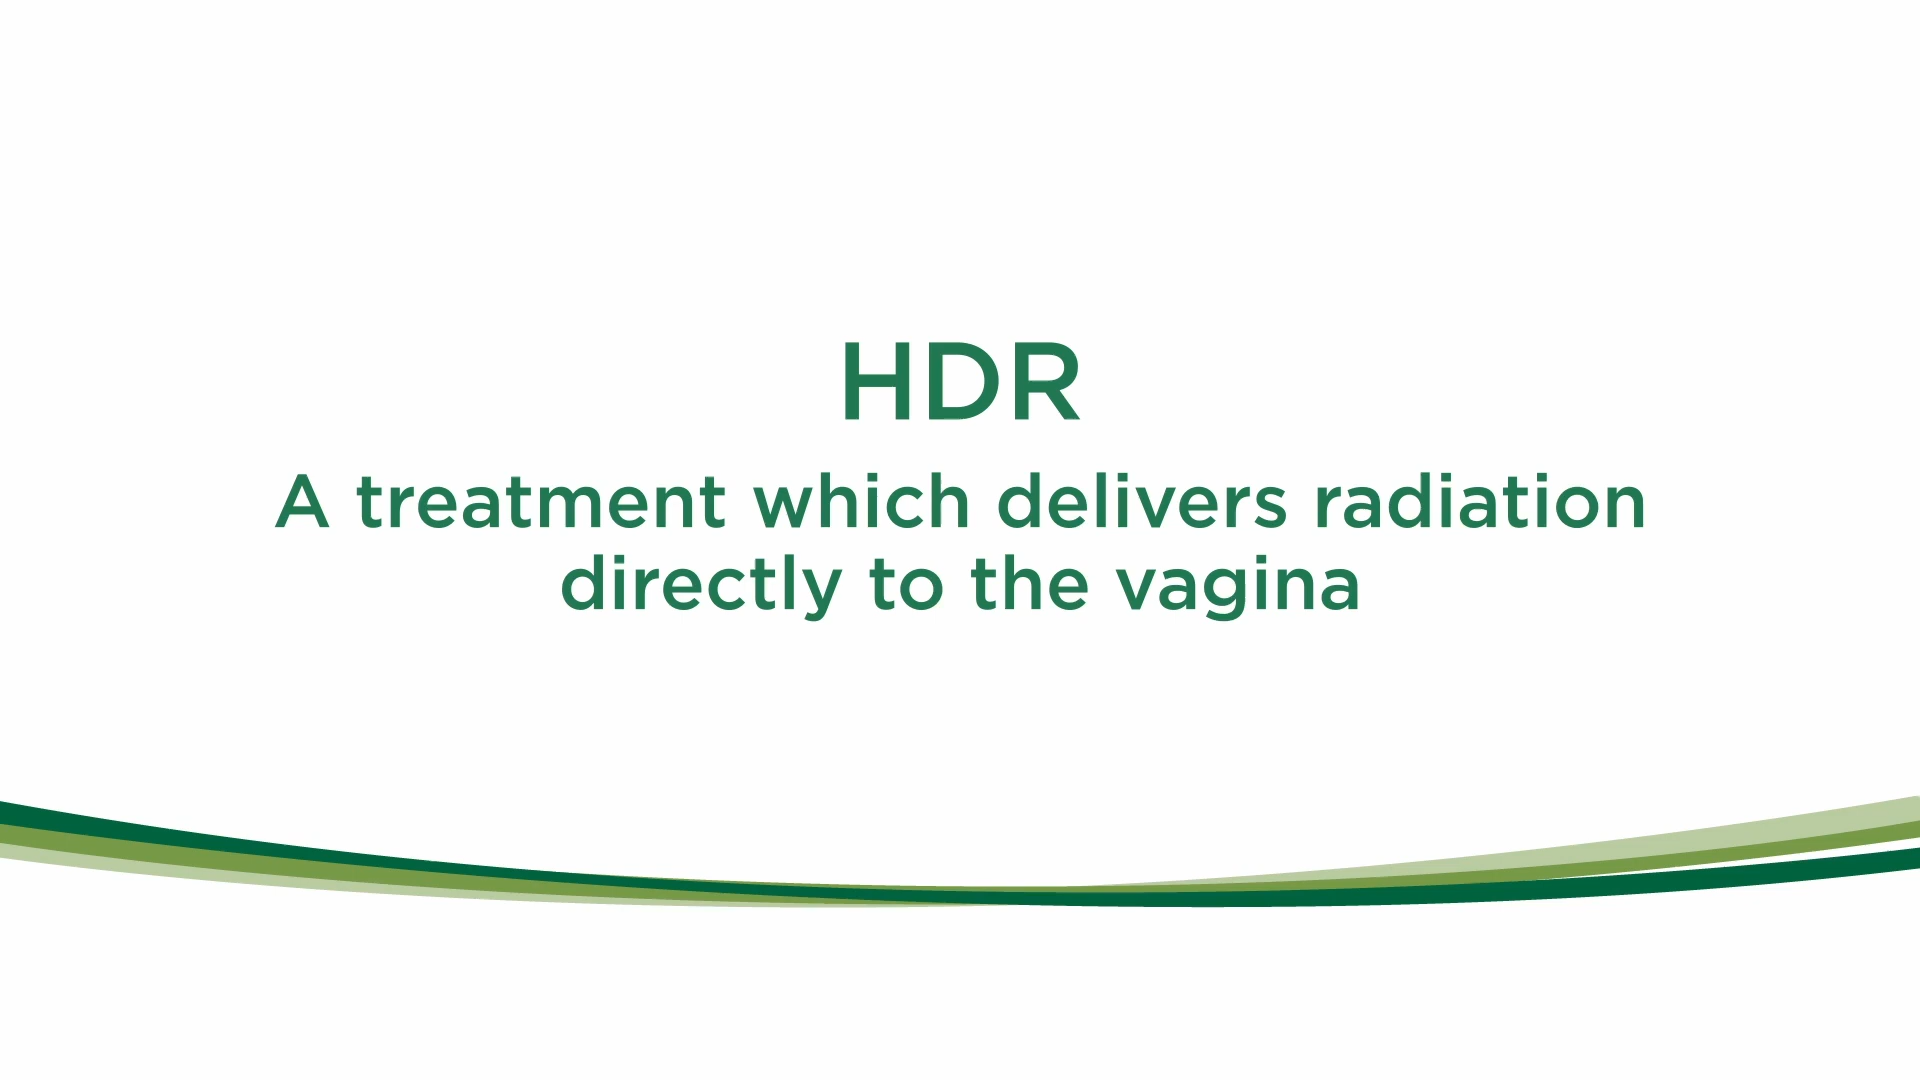 HDR
A treatment which delivers radiation
directly to the vagina